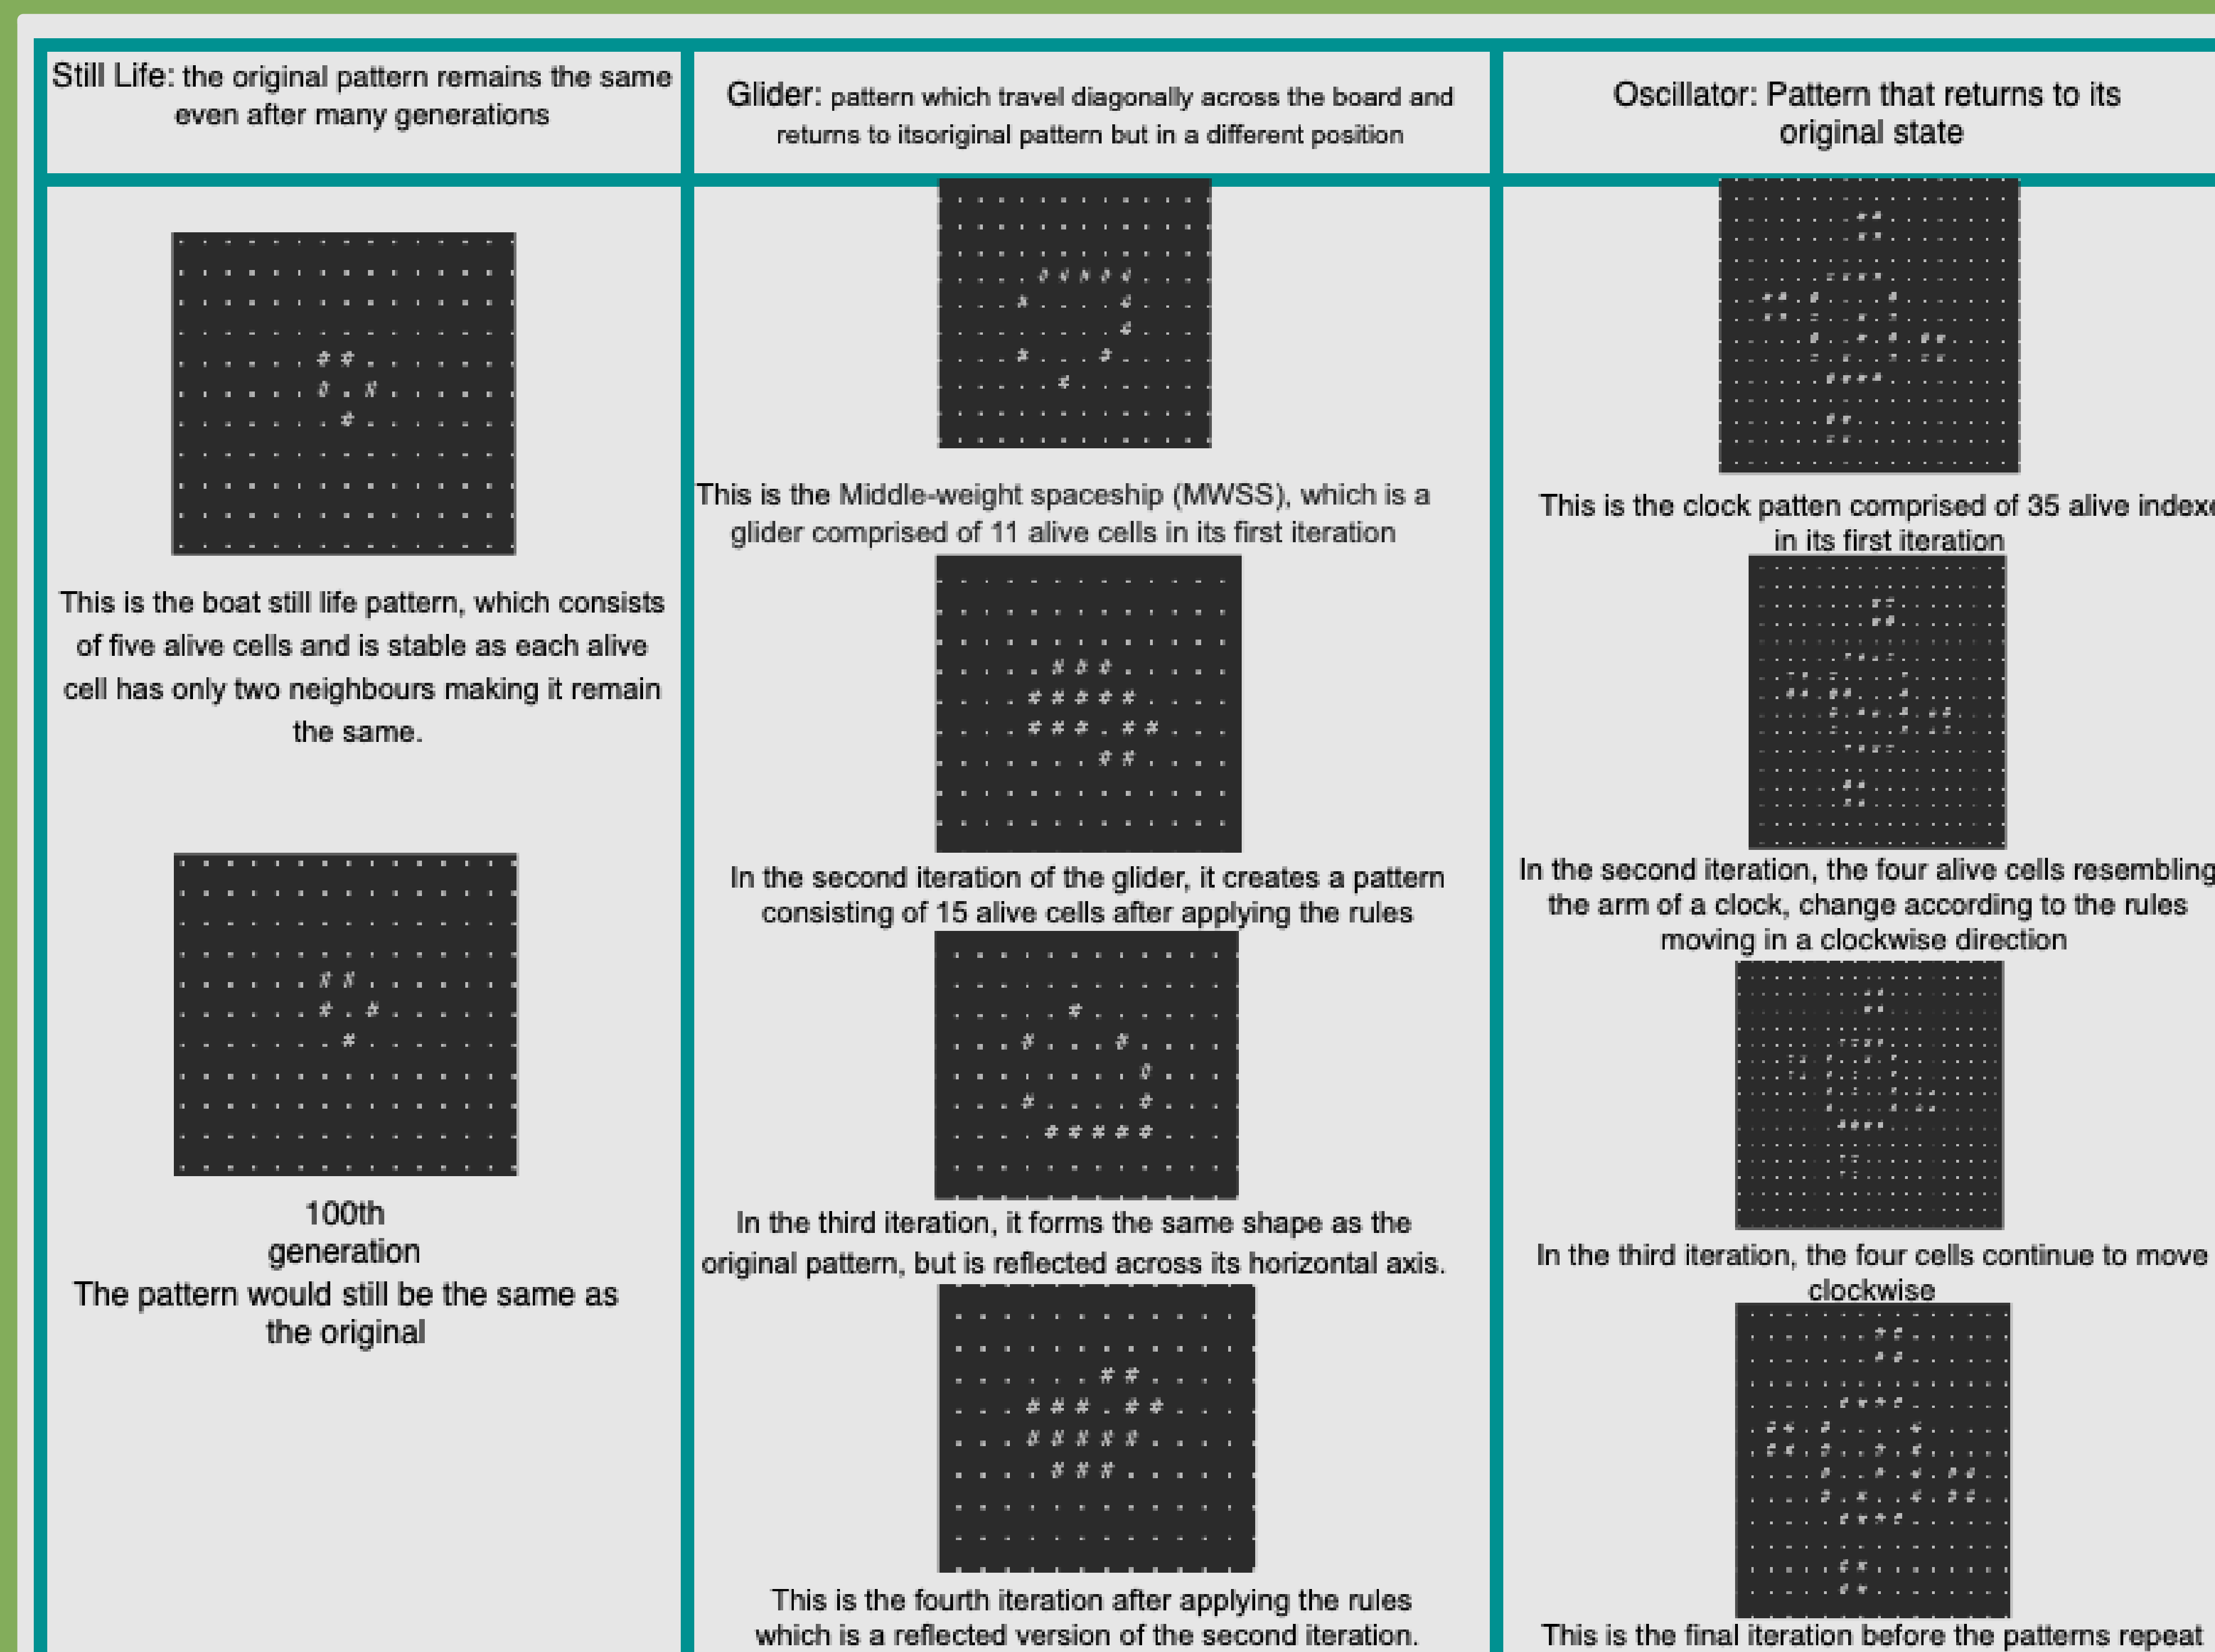 Still Life: the original pattern remains the same
even after many generations
Glider: pattern which travel diagonally across the board and
returns to itsoriginal pattern but in a different position
Oscillator: Pattern that returns to its
original state
This is the boat still life pattern, which consists
of five alive cells and is stable as each alive
cell has only two neighbours making it remain
the same.
100th
generation
The pattern would still be the same as
the original
This is the Middle-weight spaceship (MWSS), which is a
glider comprised of 11 alive cells in its first iteration
In the second iteration of the glider, it creates a pattern
consisting of 15 alive cells after applying the rules
In the third iteration, it forms the same shape as the
original pattern, but is reflected across its horizontal axis.
This is the fourth iteration after applying the rules
which is a reflected version of the second iteration.
This is the clock patten comprised of 35 alive
in its first iteration
In the second iteration, the four alive cells resembling
the arm of a clock, change according to the rules
moving in a clockwise direction
In the third iteration, the four cells continue to move
clockwise
This is the final iteration before the patterns repeat